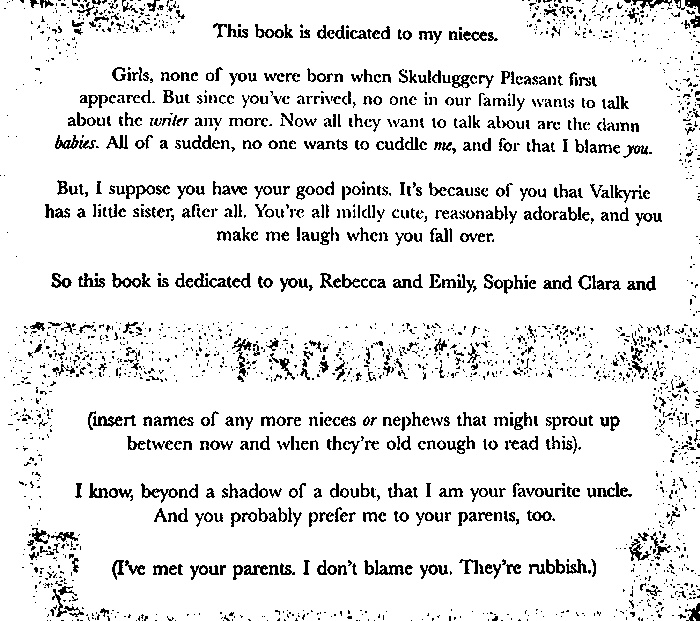 This book is dedicated to my nieces.
Girls, none of you were born when Skulduggery Pleasant first
appeared. But since you've arrived, no one in our family wants to talk
about the writer any more. Now all they want to talk about are the damn
babies. All of a sudden, no one wants to cuddle me, and for that I blame you.
But, I suppose you have your good points. It's because of you that Valkyrie
has a little sister, after all. You're all mildly cute, reasonably adorable, and you
make me laugh when you fall over.
So this book is dedicated to you, Rebecca and Emily, Sophie and Clara and
(insert names of any more nieces or nephews that might sprout up
between now and when they're old enough to read this).
I know, beyond a shadow of a doubt, that I am your favourite uncle.
And you probably prefer me to your parents, too.
(I've met your parents. I don't blame you. They're rubbish.)